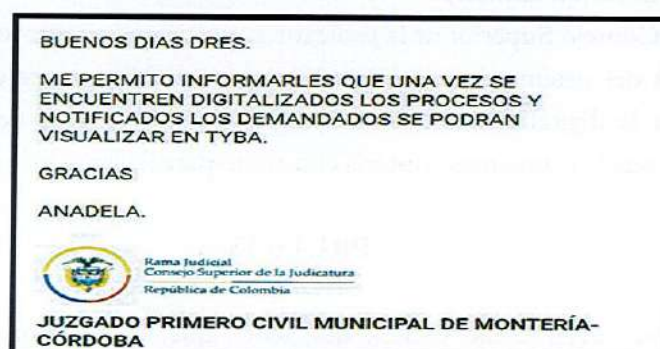 BUENOS DIAS DRES.
ME PERMITO INFORMARLES QUE UNA VEZ SE
ENCUENTREN DIGITALIZADOS LOS PROCESOS Y
NOTIFICADOS LOS DEMANDADOS SE PODRAN
VISUALIZAR EN TYBA.
GRACIAS
ANADELA.
Rama Judicial
Consejo Superior de la Judicatura
República de Colombia
JUZGADO PRIMERO CIVIL MUNICIPAL DE MONTERÍA-
CÓRDOBA